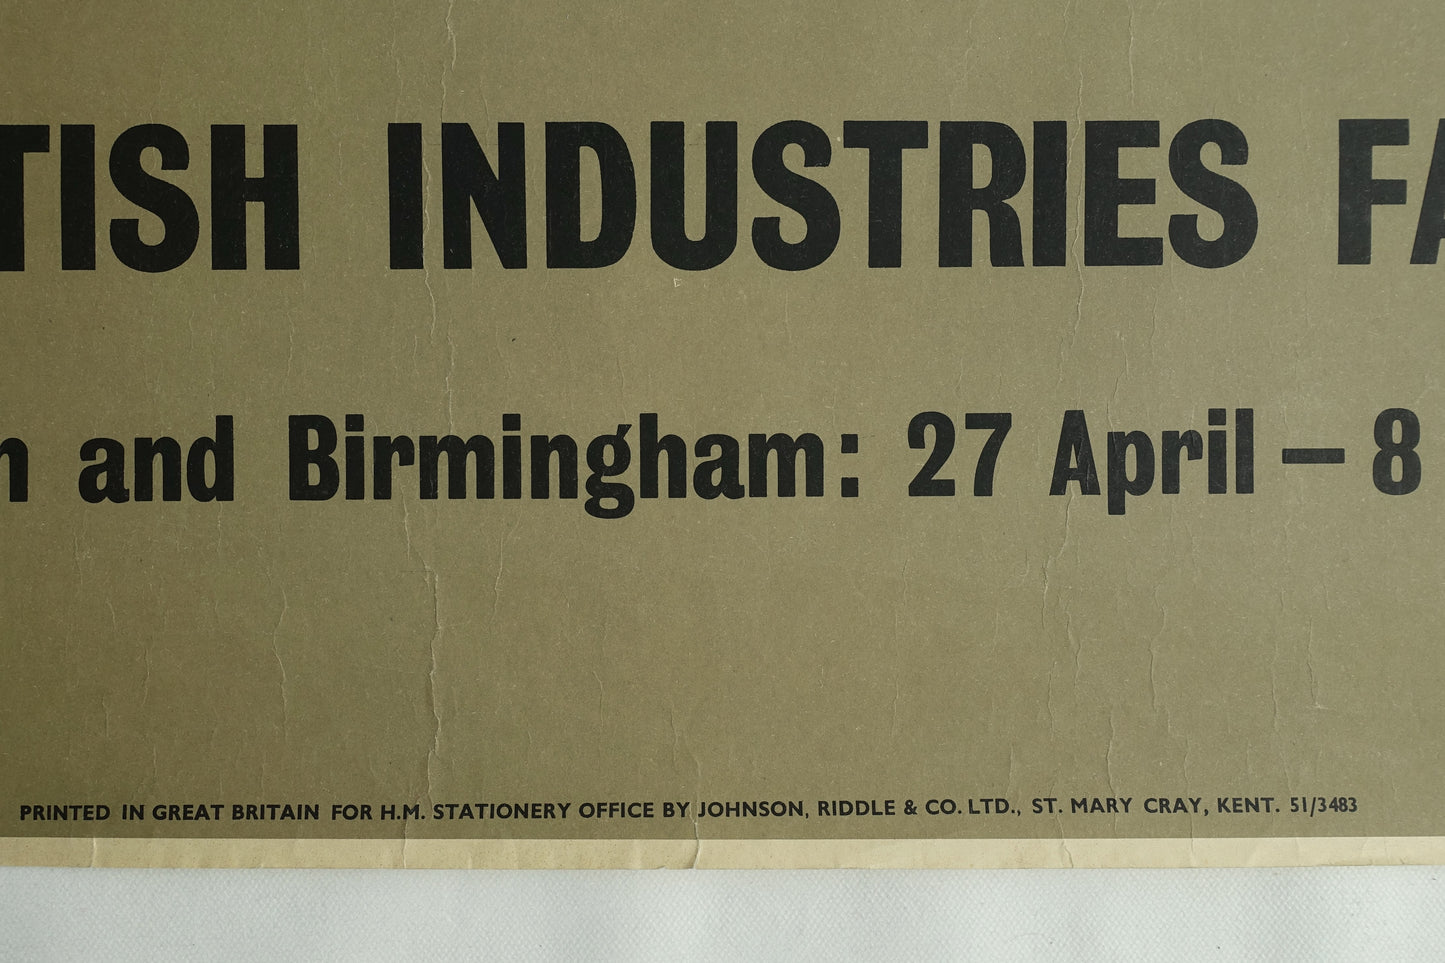 TISH INDUSTRIES FA
n and Birmingham: 27 April – 8
PRINTED IN GREAT BRITAIN FOR H.M. STATIONERY OFFICE BY JOHNSON, RIDDLE & CO. LTD., ST. MARY CRAY, KENT. 51/3483